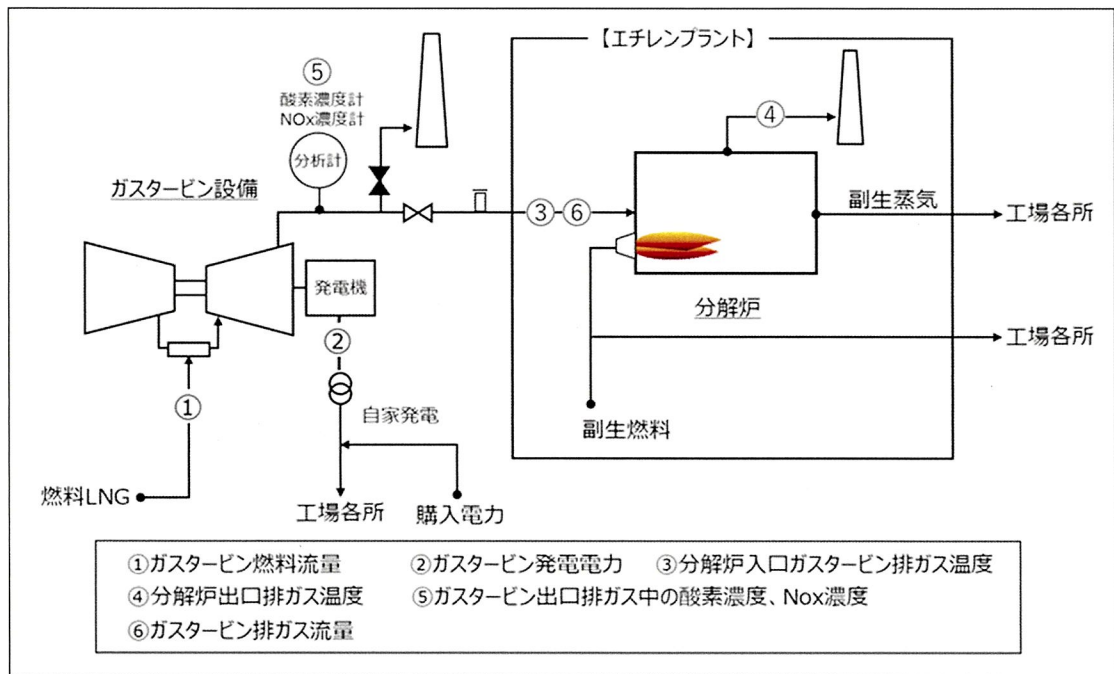 【エチレンプラント】
⑤
酸素濃度計
NOx濃度計
分析計
④
ガスタービン設備
③ ⑥
副生蒸気
工場各所
発電機
分解炉
②
工場各所
①
自家発電
副生燃料
燃料LNG
工場各所
購入電力
①ガスタービン燃料流量 ②ガスタービン発電電力 ③分解炉入口ガスタービン排ガス温度
④分解炉出口排ガス温度 ⑤ガスタービン出口排ガス中の酸素濃度、Nox濃度
⑥ガスタービン排ガス流量